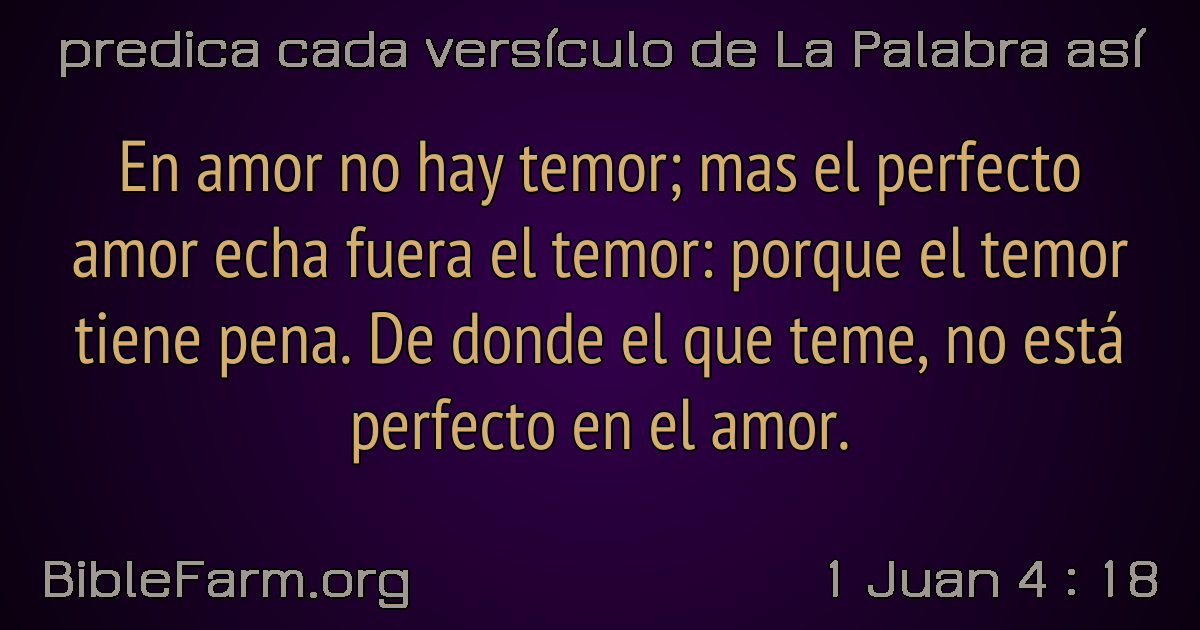 predica cada versículo de La Palabra así
En amor no hay temor; mas el perfecto
amor echa fuera el temor: porque el temor
tiene pena. De donde el que teme, no está
perfecto en el amor.
BibleFarm.org
1 Juan 4 : 18